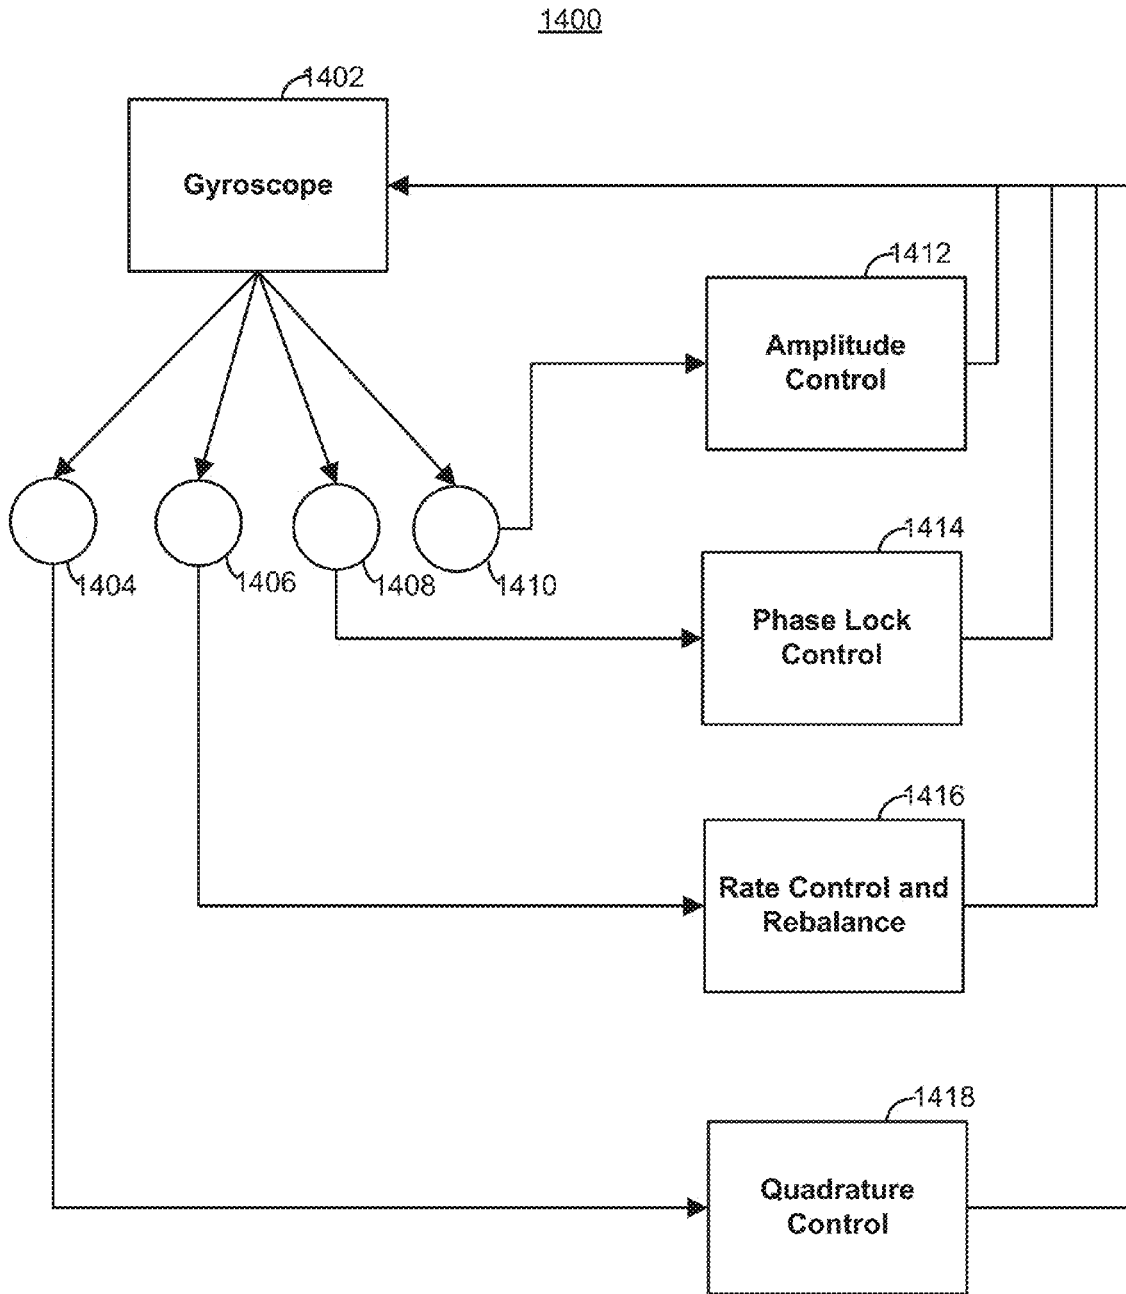 1400
1402
Gyroscope
1412
Amplitude
Control
1404
1406
1408
1410
1414
Phase Lock
Control
1416
Rate Control and
Rebalance
1418
Quadrature
Control